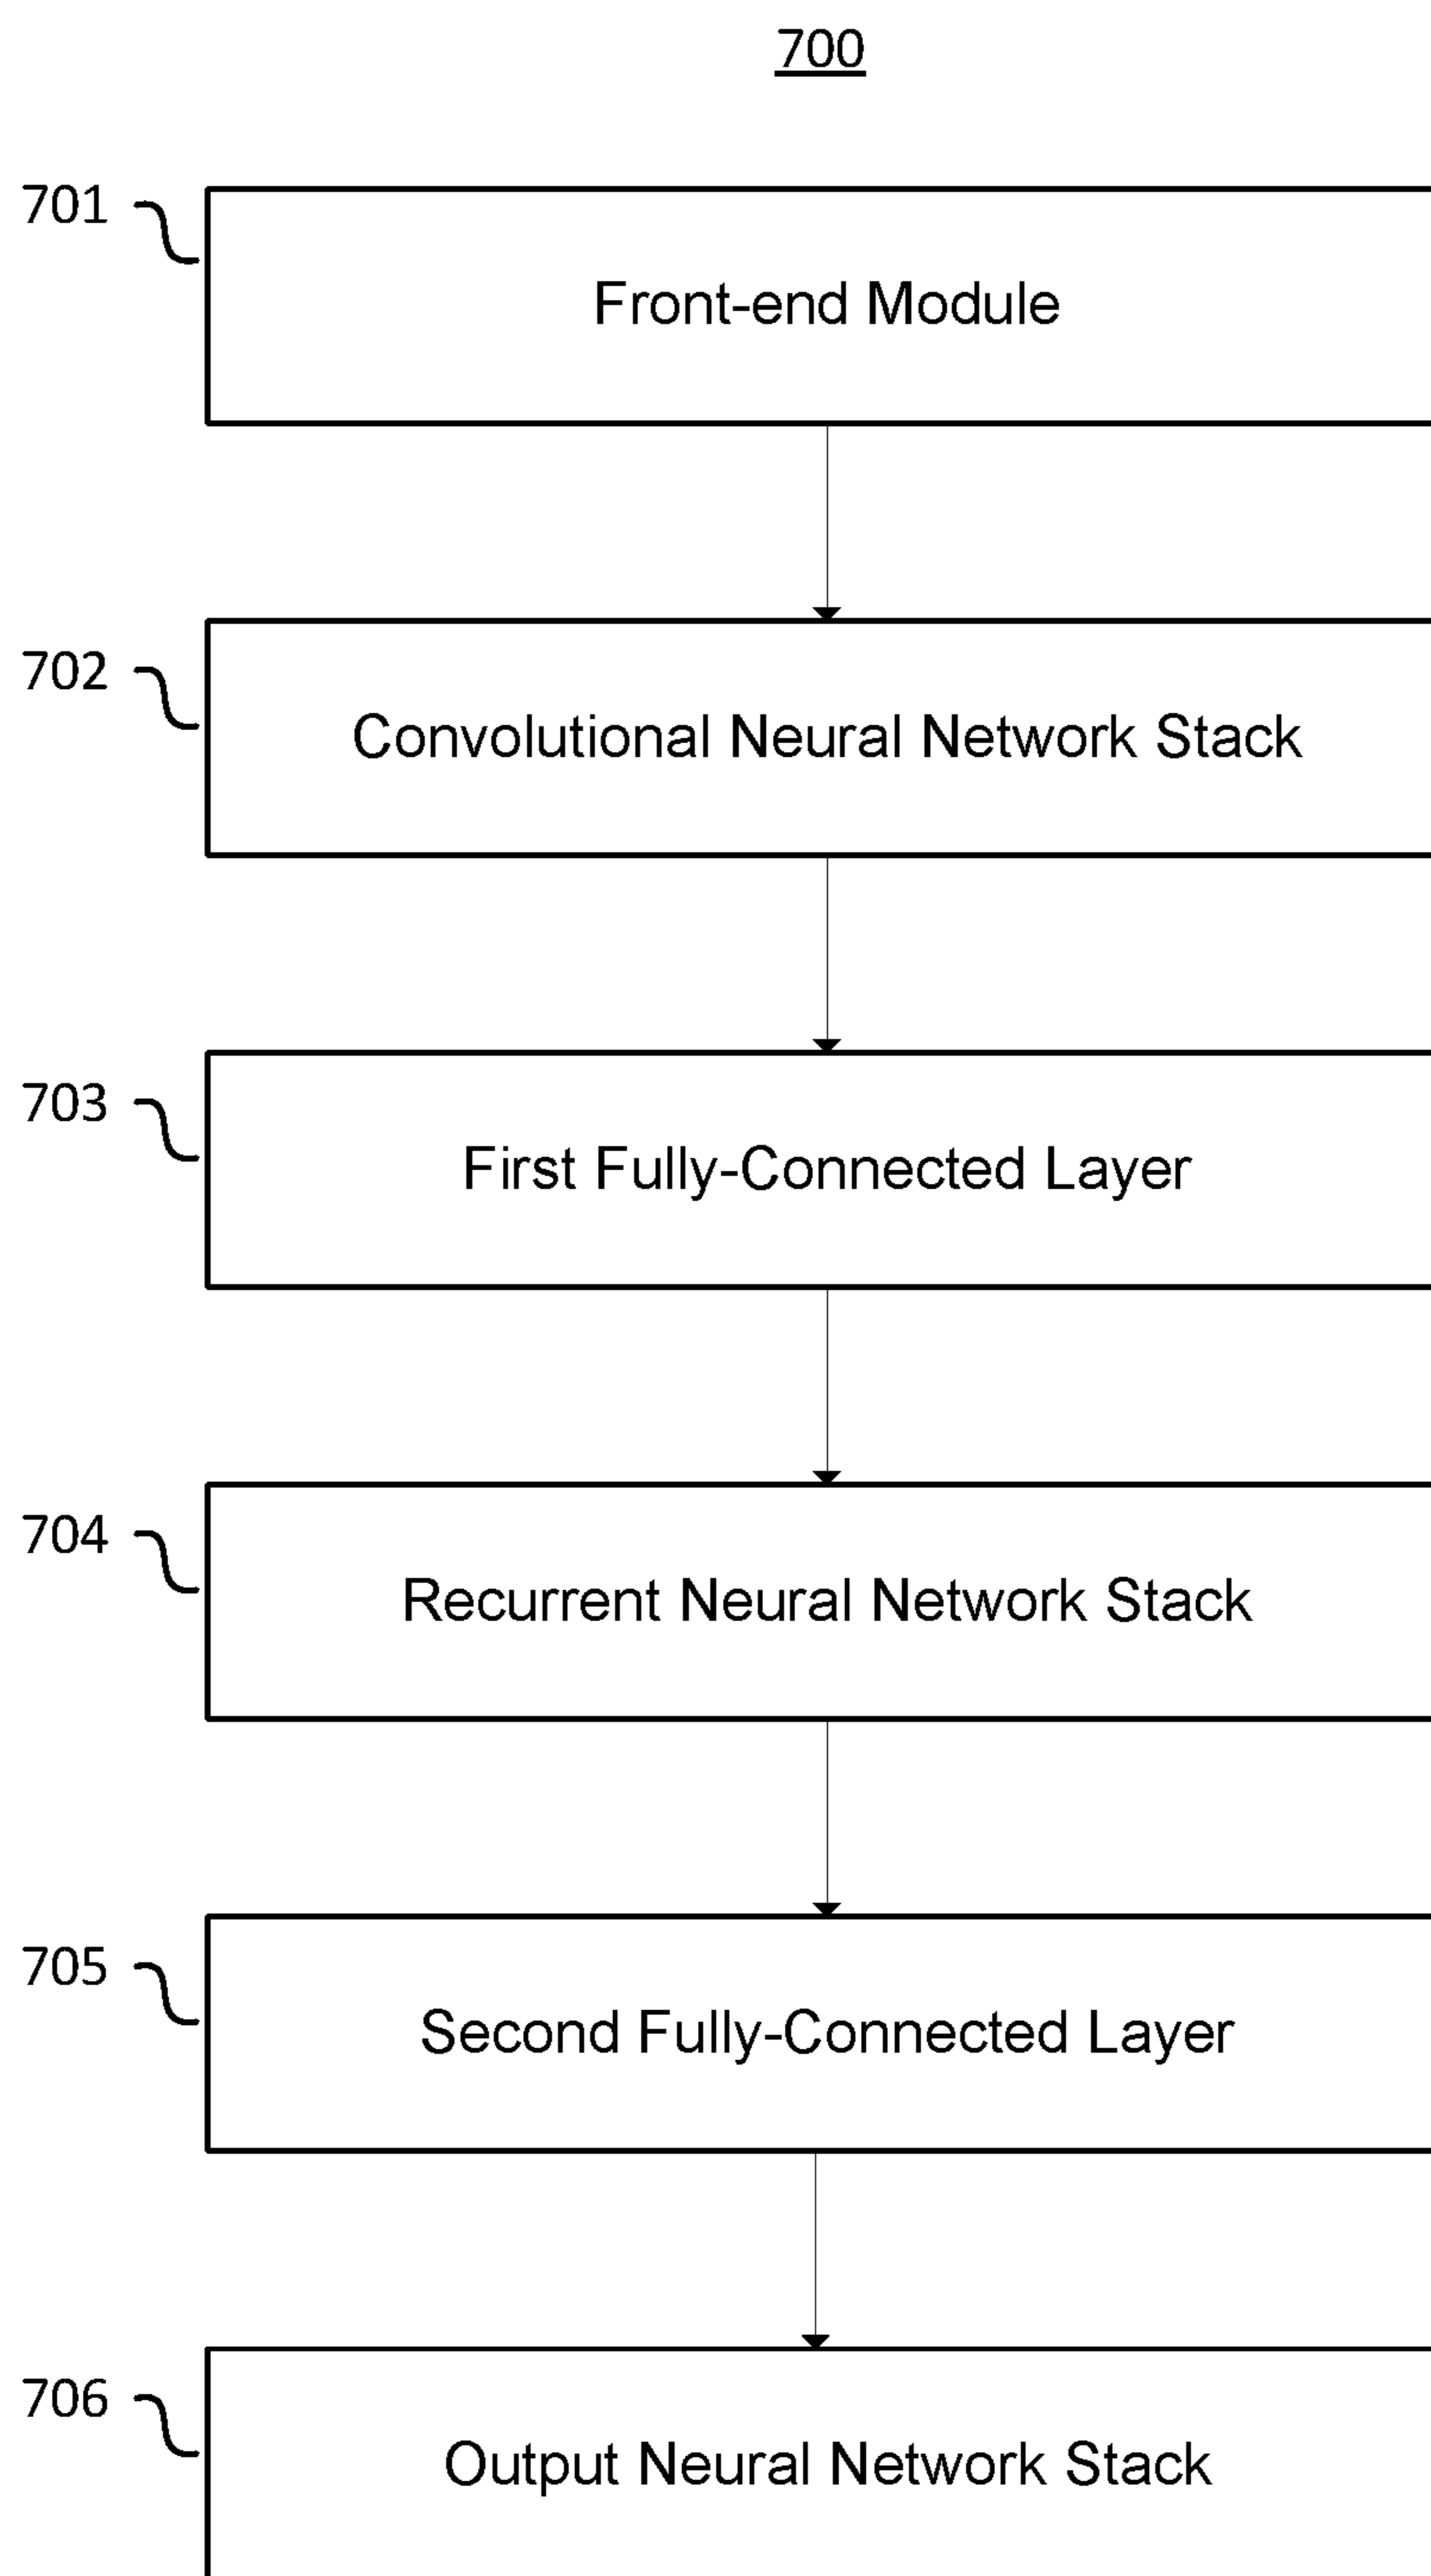 700
701
Front-end Module
702
Convolutional Neural Network Stack
703
First Fully-Connected Layer
704
Recurrent Neural Network Stack
705
Second Fully-Connected Layer
706
Output Neural Network Stack